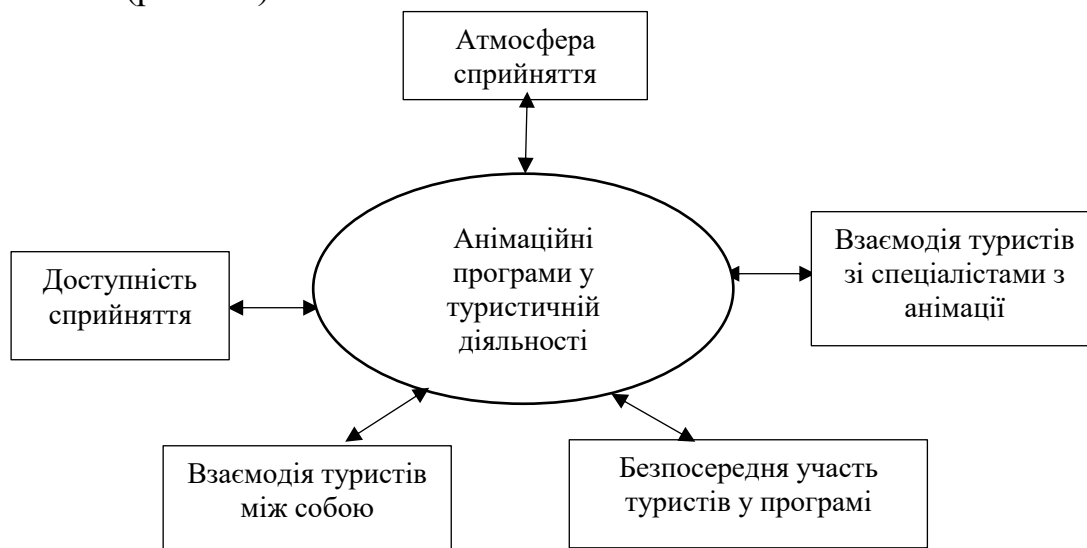 Атмосфера
сприйняття
Анімаційні
програми у
туристичній
діяльності
Взаємодія туристів
зі спеціалістами з
анімації
Доступність
сприйняття
Взаємодія туристів
між собою
Безпосередня участь
туристів у програмі